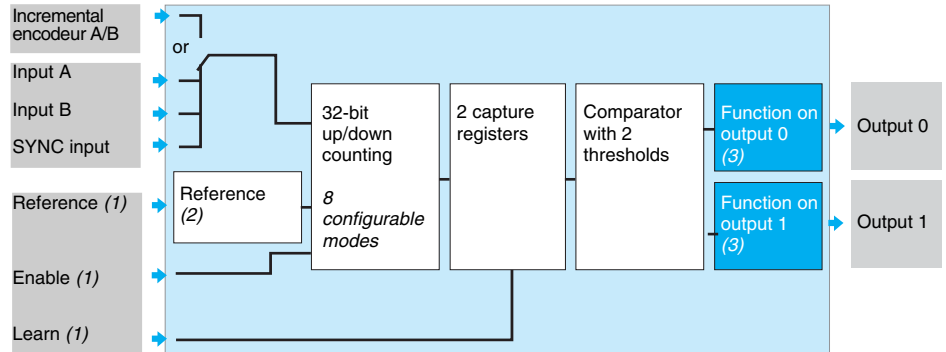 Incremental
encodeur A/B
or
Input A
Input B
SYNC input
Reference (1)
Enable (1)
Learn (1)
Reference
(2)
32-bit
up/down
counting
8
configurable
modes
2 capture
registers
Comparator
with 2
thresholds
Function on
output 0
(3)
Function on
output 1
(3)
Output 0
Output 1